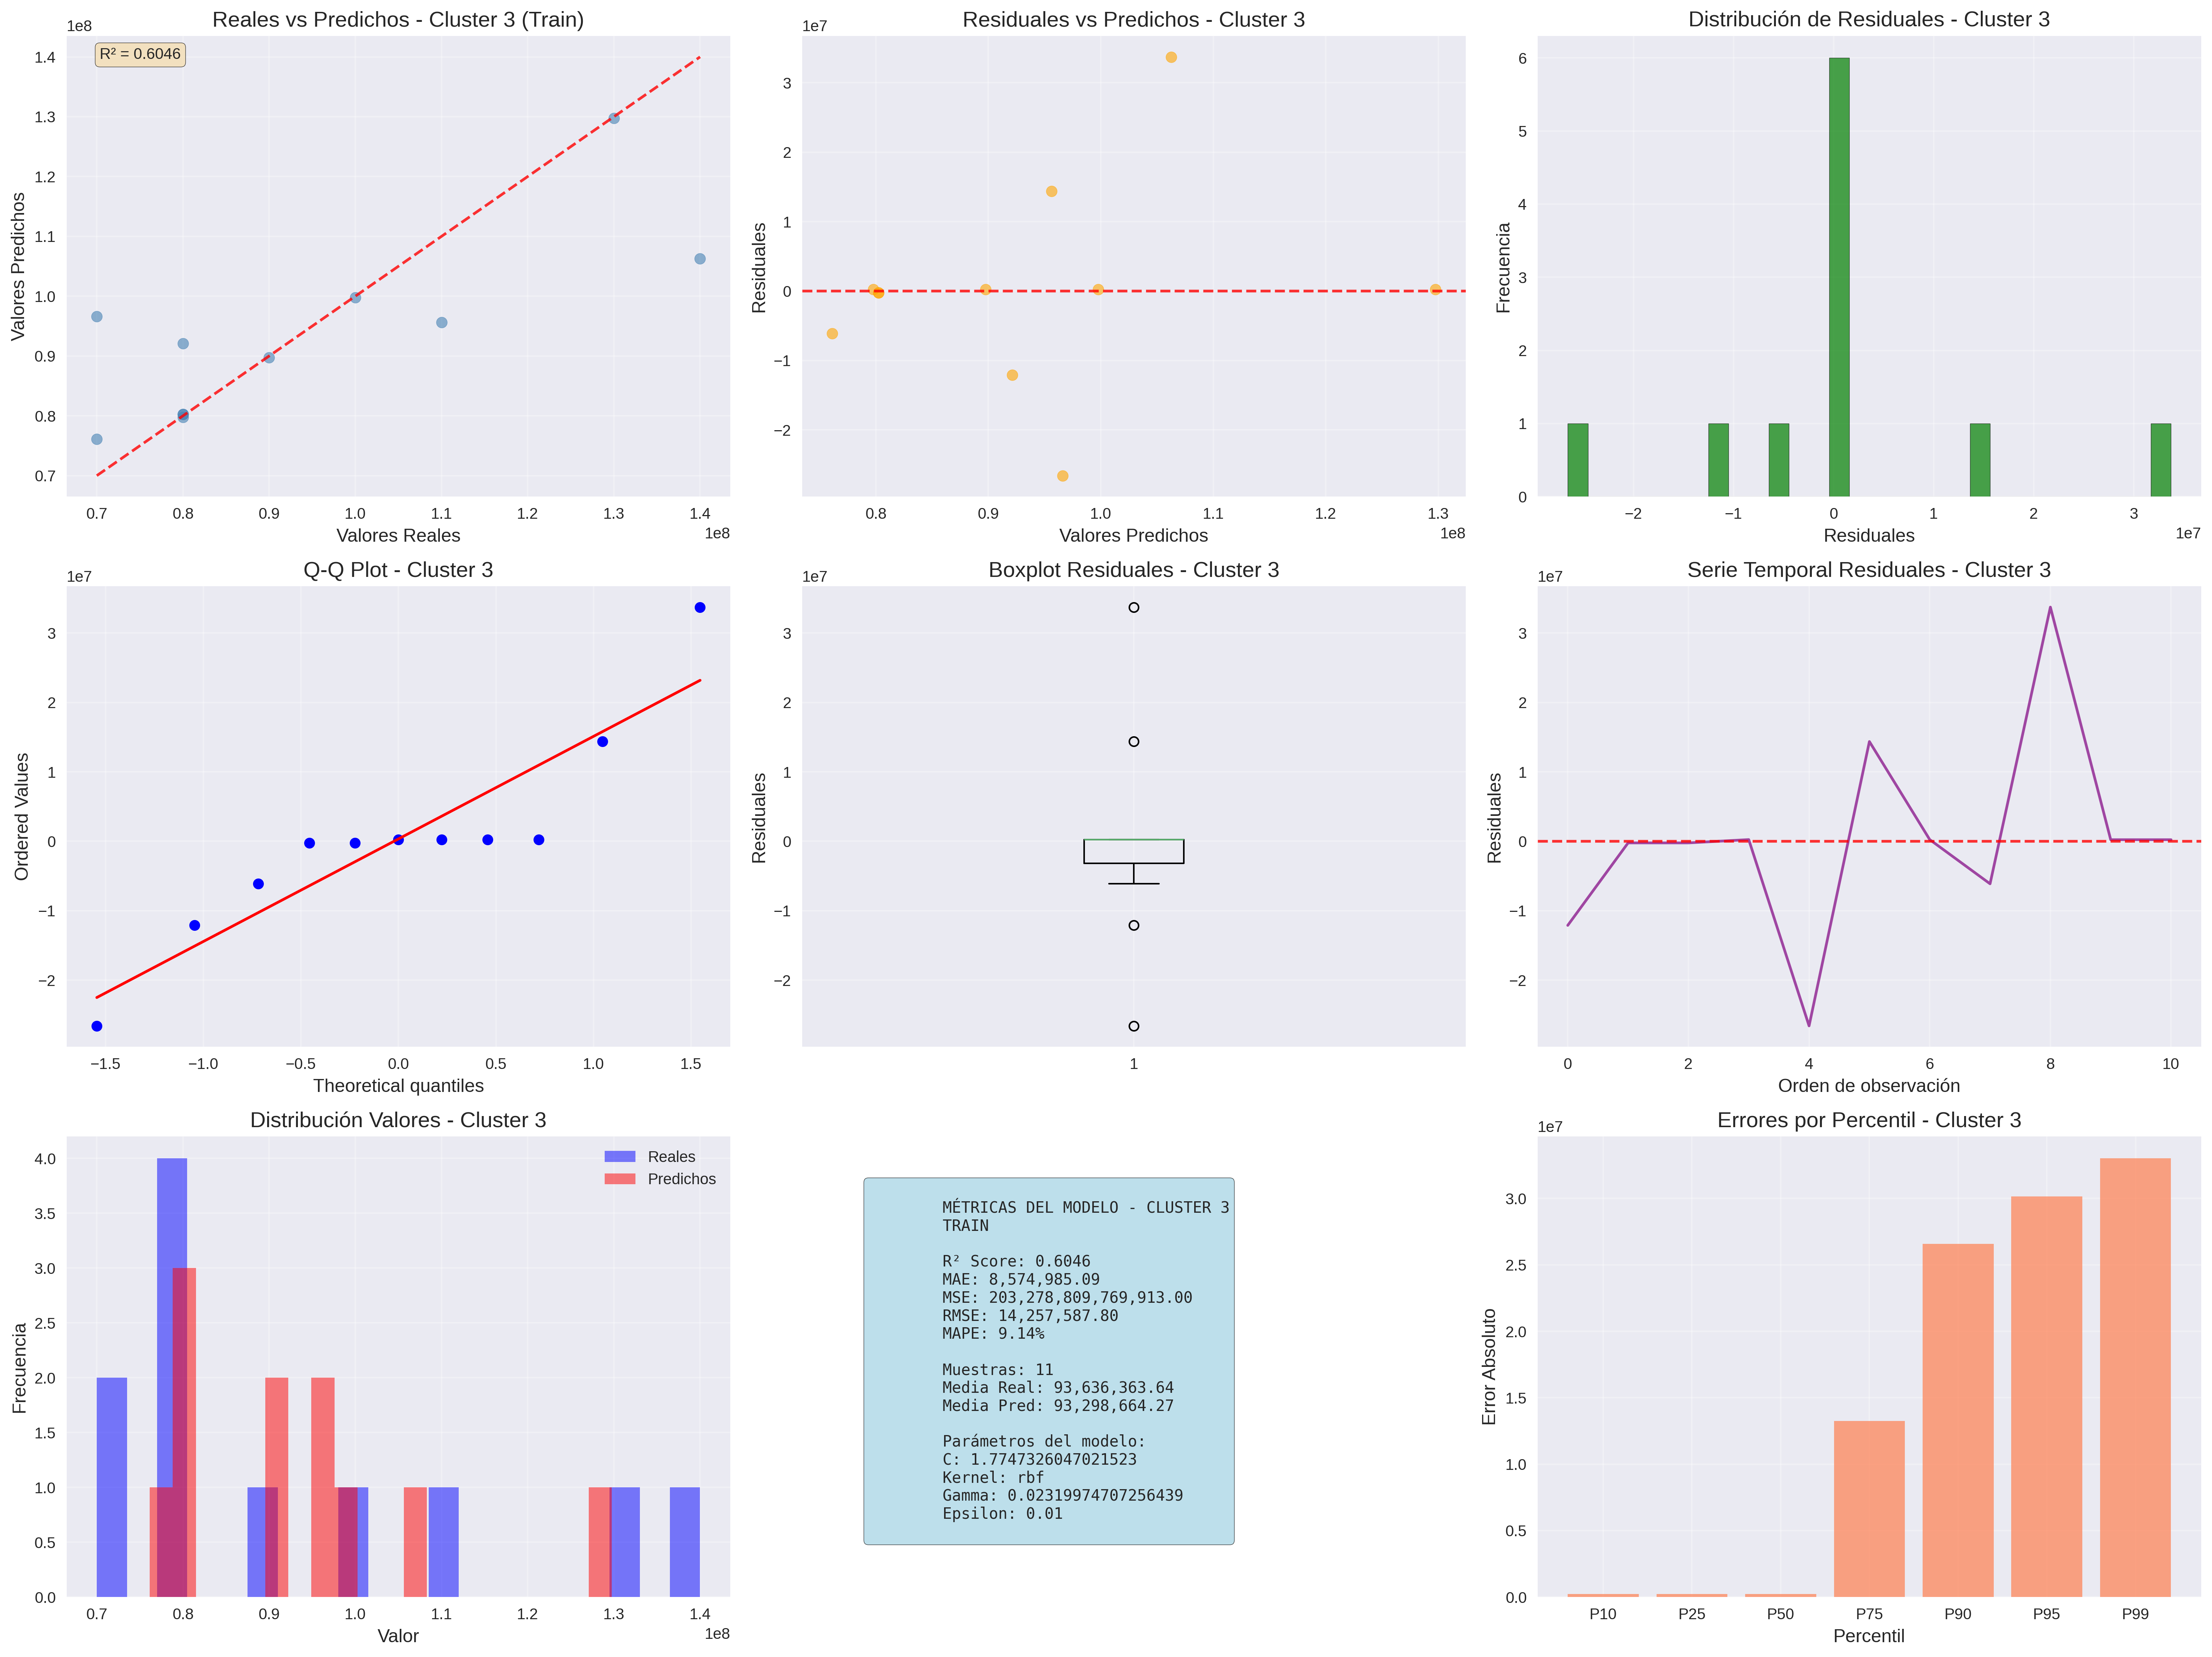 Reales vs Predichos - Cluster 3 (Train)
1e8
R² = 0.6046
1.4
1.3
1.2
1.1
1.0
0.9
0.8
0.7
Valores Predichos
0.7 0.8 0.9 1.0 1.1 1.2 1.3 1.4
1e8
Valores Reales
Residuales vs Predichos - Cluster 3
1e7
3
2
1
0
−1
−2
Residuales
0.8 0.9 1.0 1.1 1.2 1.3
1e8
Valores Predichos
Distribución de Residuales - Cluster 3
6
5
4
3
2
1
0
Frecuencia
−2 −1 0 1 2 3
1e7
Residuales
Q-Q Plot - Cluster 3
1e7
3
2
1
0
−1
−2
Ordered Values
−1.5 −1.0 −0.5 0.0 0.5 1.0 1.5
Theoretical quantiles
Boxplot Residuales - Cluster 3
1e7
3
2
1
0
−1
−2
Residuales
1
Serie Temporal Residuales - Cluster 3
1e7
3
2
1
0
−1
−2
Residuales
0 2 4 6 8 10
Orden de observación
Distribución Valores - Cluster 3
4.0
3.5
3.0
2.5
2.0
1.5
1.0
0.5
0.0
Frecuencia
Reales
Predichos
0.7 0.8 0.9 1.0 1.1 1.2 1.3 1.4
1e8
Valor
MÉTRICAS DEL MODELO - CLUSTER 3
TRAIN
R² Score: 0.6046
MAE: 8,574,985.09
MSE: 203,278,809,769,913.00
RMSE: 14,257,587.80
MAPE: 9.14%
Muestras: 11
Media Real: 93,636,363.64
Media Pred: 93,298,664.27
Parámetros del modelo:
C: 1.7747326047021523
Kernel: rbf
Gamma: 0.02319974707256439
Epsilon: 0.01
Errores por Percentil - Cluster 3
1e7
3.0
2.5
2.0
1.5
1.0
0.5
0.0
Error Absoluto
P10 P25 P50 P75 P90 P95 P99
Percentil